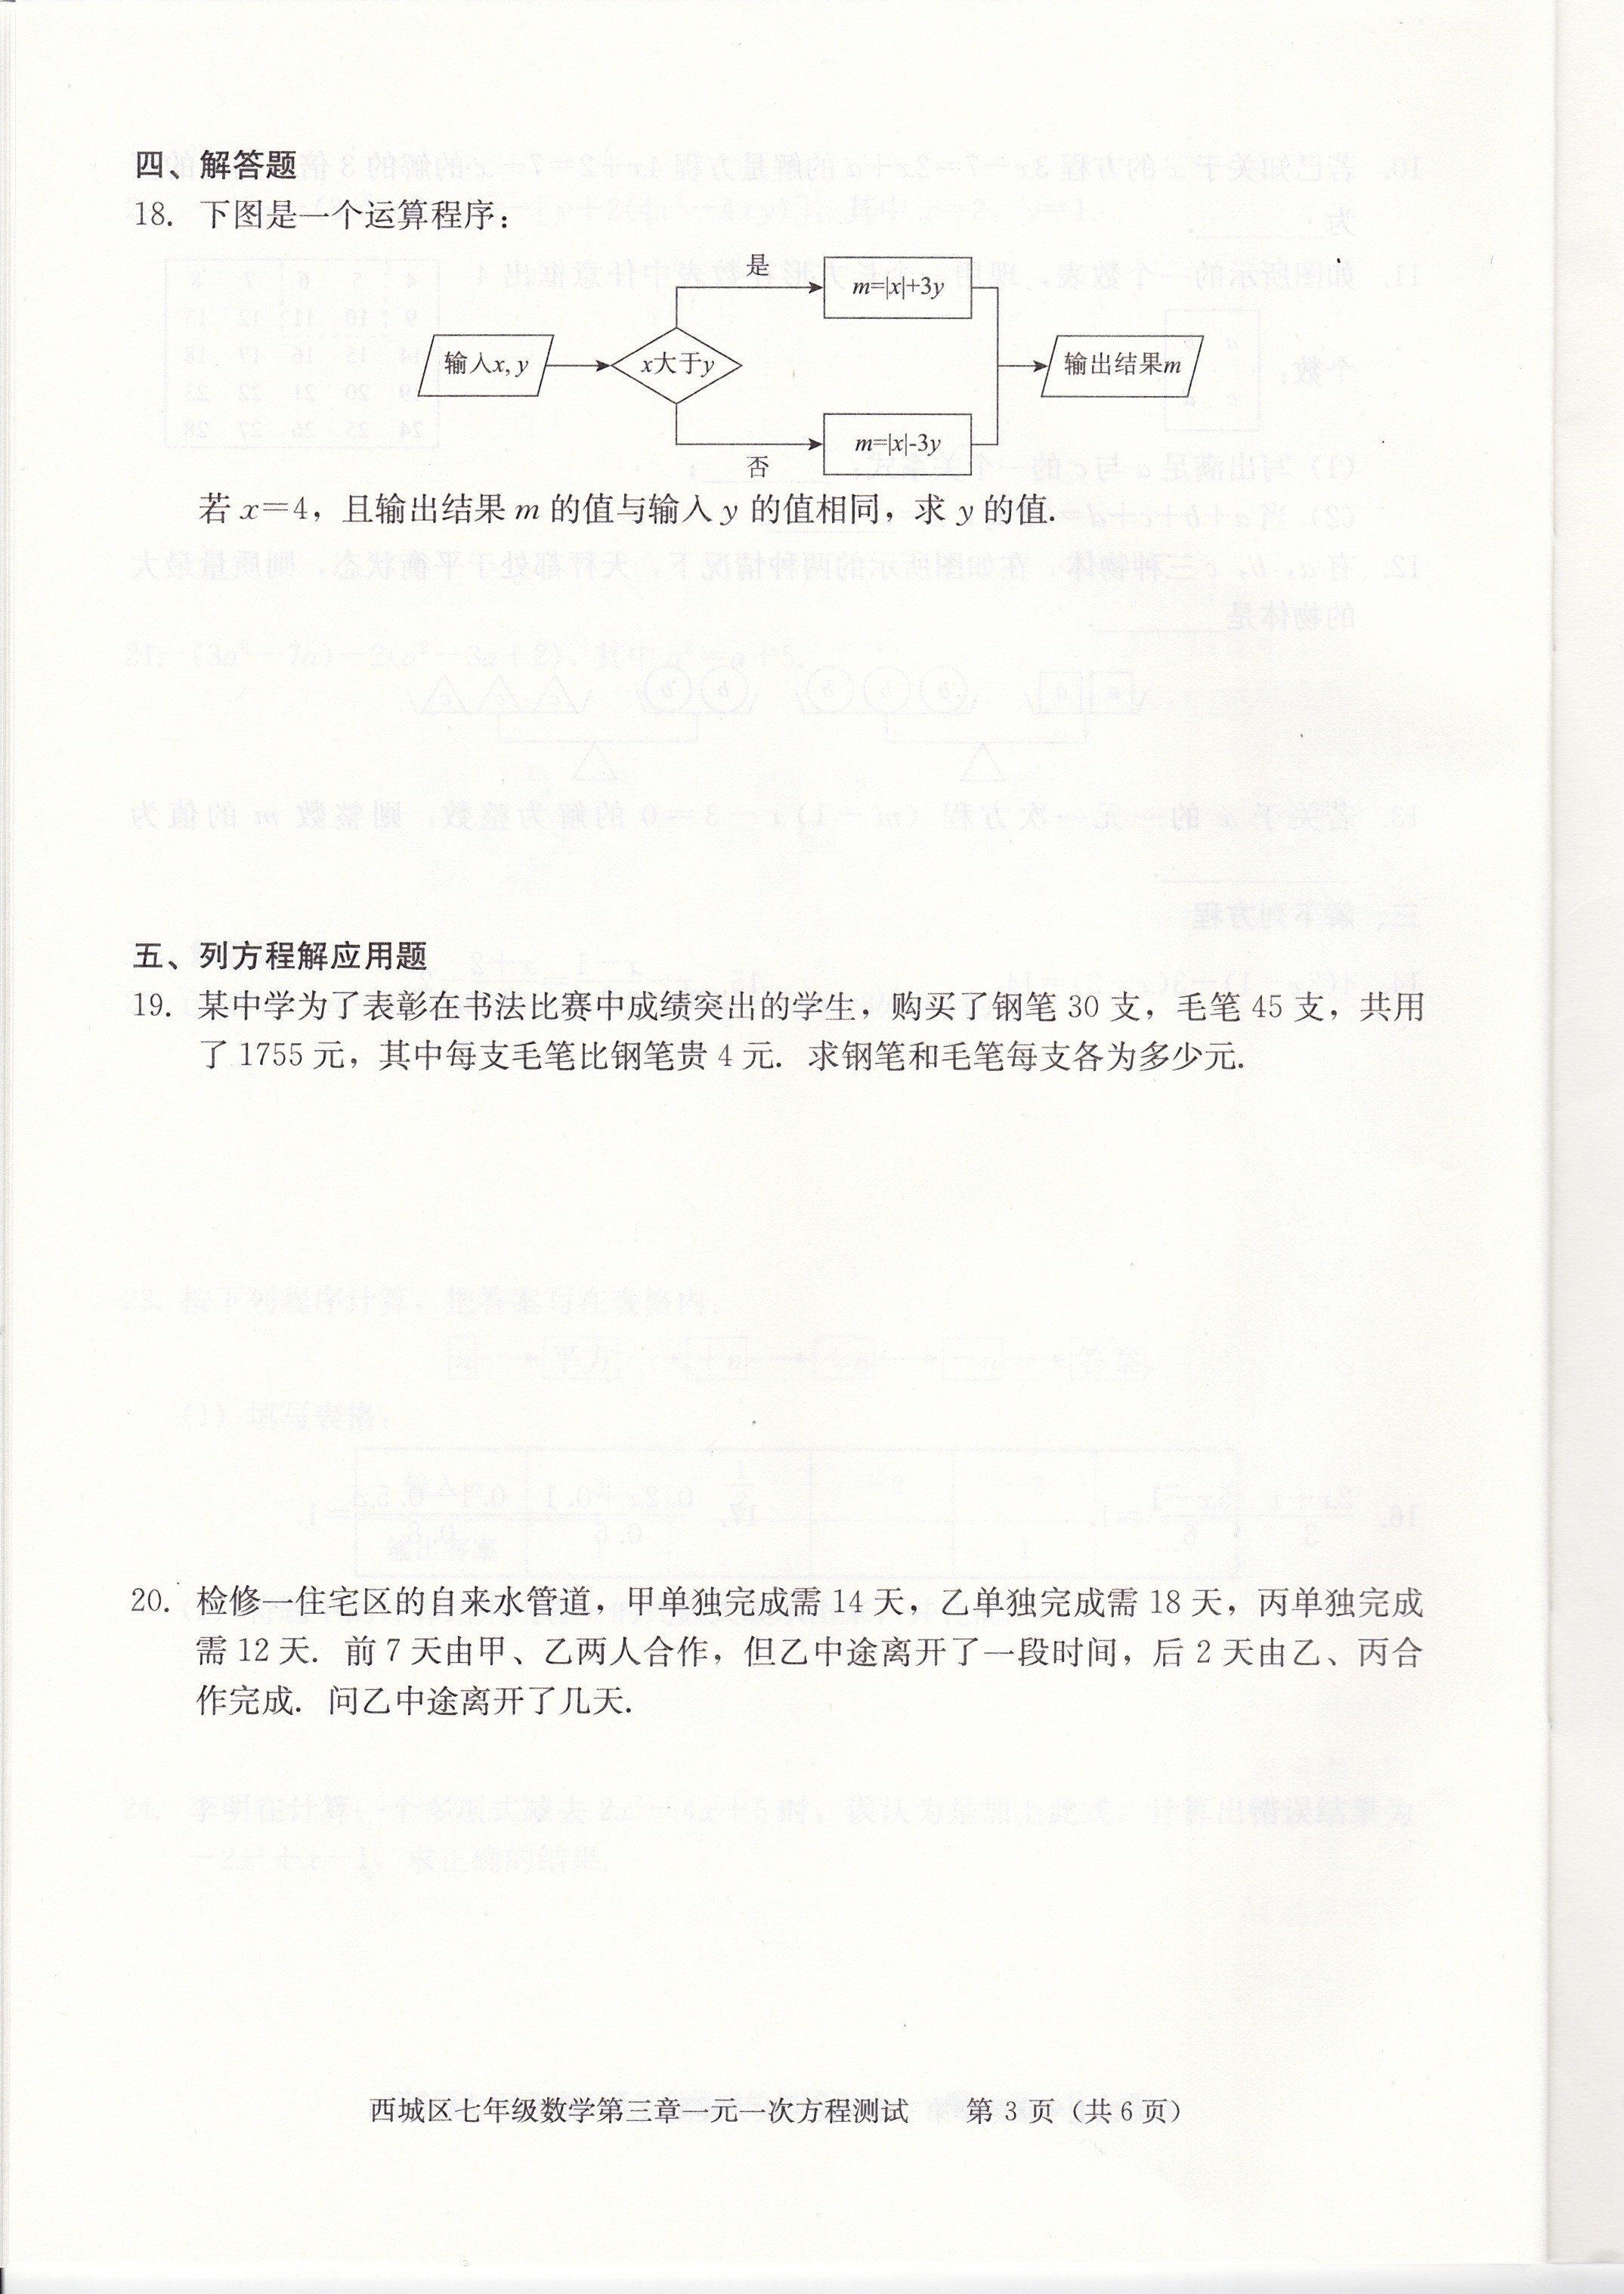 四、解答题
18. 下图是一个运算程序：
是
m=|x|+3y
输入x, y
x大于y
输出结果m
m=|x|-3y
否
若 x=4，且输出结果 m 的值与输入 y 的值相同，求 y 的值.
五、列方程解应用题
19. 某中学为了表彰在书法比赛中成绩突出的学生，购买了钢笔 30 支，毛笔 45 支，共用
了 1755 元，其中每支毛笔比钢笔贵 4 元. 求钢笔和毛笔每支各为多少元.
20. 检修一住宅区的自来水管道，甲单独完成需 14 天，乙单独完成需 18 天，丙单独完成
需 12 天. 前 7 天由甲、乙两人合作，但乙中途离开了一段时间，后 2 天由乙、丙合
作完成. 问乙中途离开了几天.
西城区七年级数学第三章一元一次方程测试 第 3 页（共 6 页）